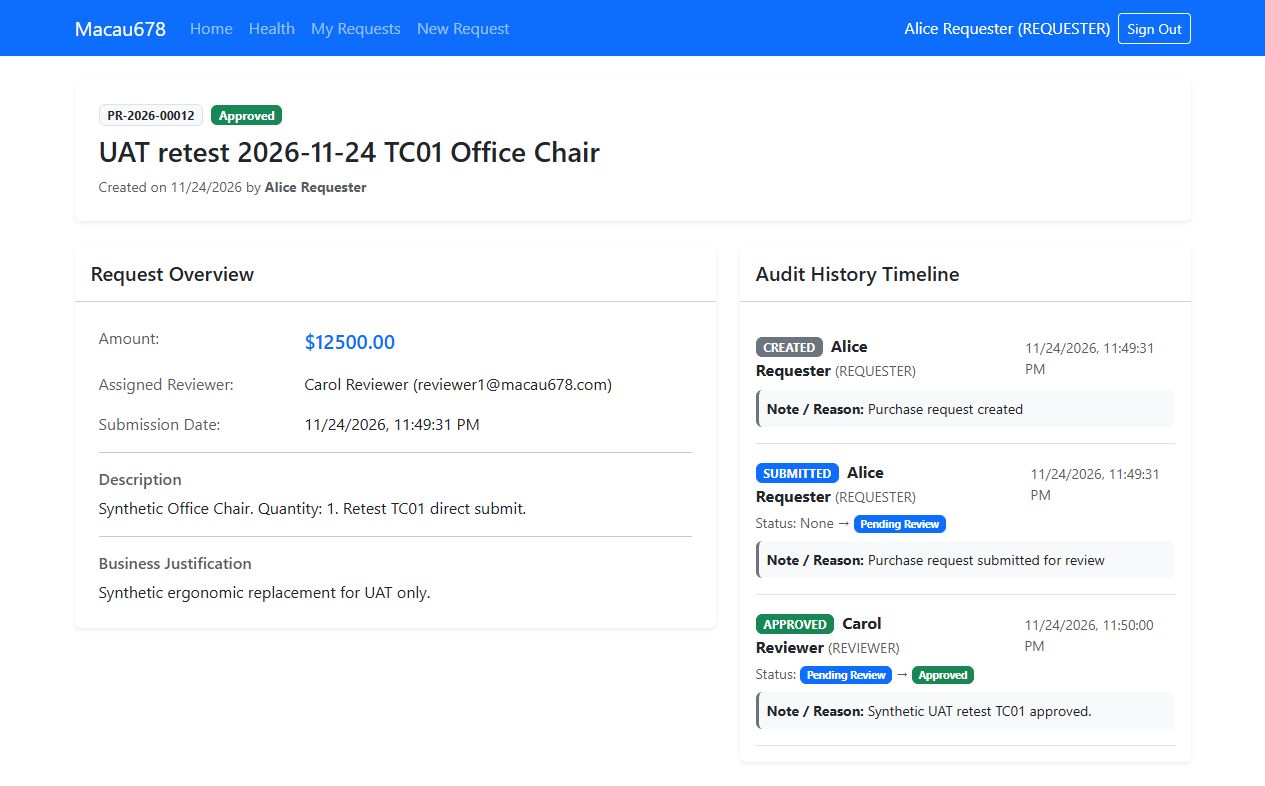 Macau678 Home Health My Requests New Request Alice Requester (REQUESTER) Sign Out
PR-2026-00012 Approved
UAT retest 2026-11-24 TC01 Office Chair
Created on 11/24/2026 by Alice Requester
Request Overview
Amount: $12500.00
Assigned Reviewer: Carol Reviewer (reviewer1@macau678.com)
Submission Date: 11/24/2026, 11:49:31 PM
Description
Synthetic Office Chair. Quantity: 1. Retest TC01 direct submit.
Business Justification
Synthetic ergonomic replacement for UAT only.
Audit History Timeline
CREATED Alice
Requester (REQUESTER)
11/24/2026, 11:49:31
PM
Note / Reason: Purchase request created
SUBMITTED Alice
Requester (REQUESTER)
11/24/2026, 11:49:31
PM
Status: None → Pending Review
Note / Reason: Purchase request submitted for review
APPROVED Carol
Reviewer (REVIEWER)
11/24/2026, 11:50:00
PM
Status: Pending Review → Approved
Note / Reason: Synthetic UAT retest TC01 approved.